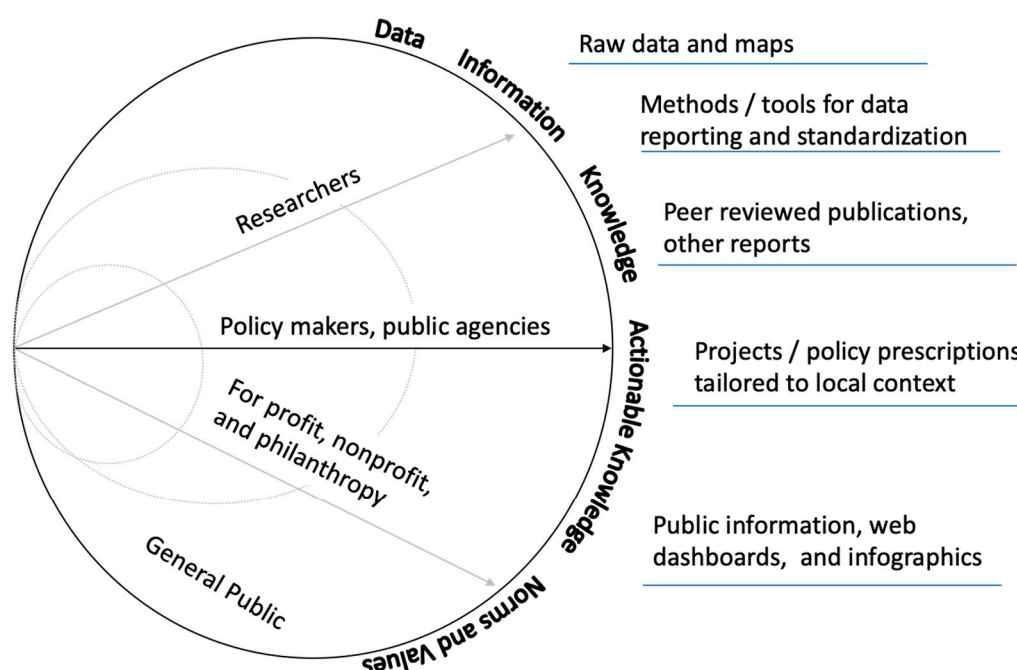 Data
Information
Knowledge
Actionable Knowledge
Norms and Values
Researchers
Policy makers, public agencies
For profit, nonprofit,
and philanthropy
General Public
Raw data and maps
Methods / tools for data
reporting and standardization
Peer reviewed publications,
other reports
Projects / policy prescriptions
tailored to local context
Public information, web
dashboards, and infographics